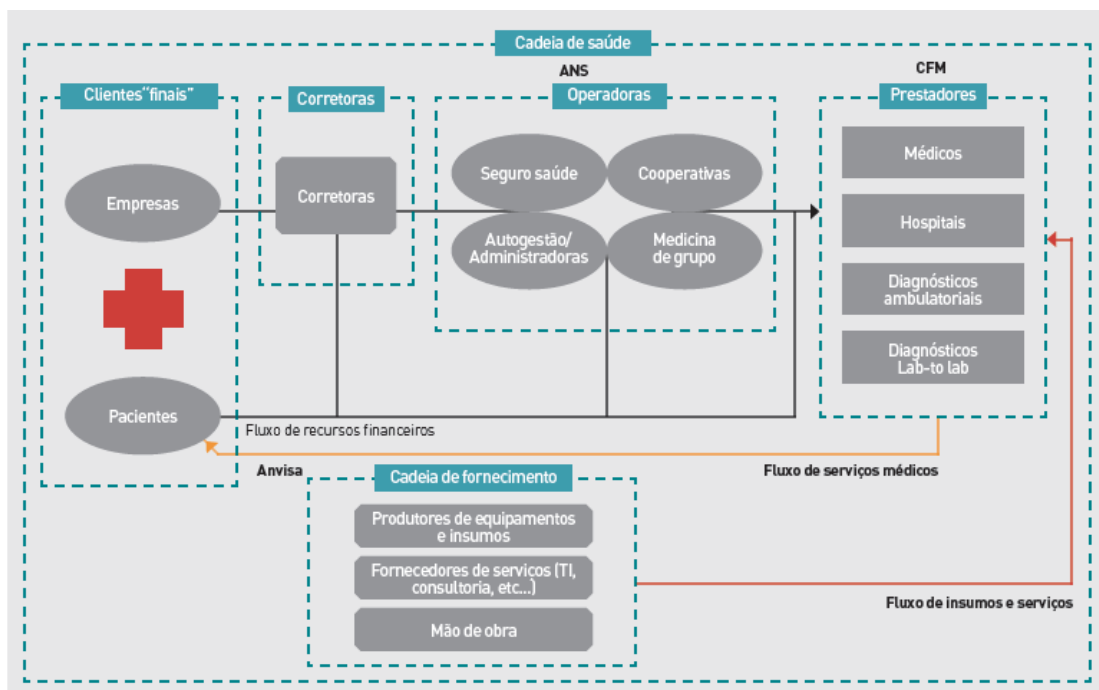 Cadeia de saúde
ANS
CFM
Clientes“finais”
Corretoras
Operadoras
Prestadores
Empresas
Pacientes
Corretoras
Seguro saúde
Cooperativas
Autogestão/
Administradoras
Medicina
de grupo
Médicos
Hospitais
Diagnósticos
ambulatoriais
Diagnósticos
Lab-to lab
Fluxo de recursos financeiros
Anvisa
Fluxo de serviços médicos
Cadeia de fornecimento
Produtores de equipamentos
e insumos
Fornecedores de serviços (TI,
consultoria, etc...)
Mão de obra
Fluxo de insumos e serviços